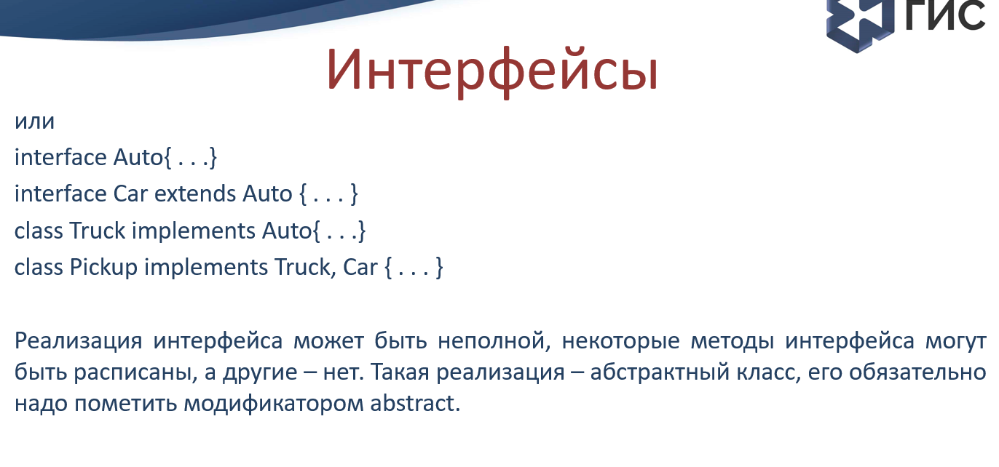 ГИС
Интерфейсы
или
interface Auto{ . . .}
interface Car extends Auto { . . . }
class Truck implements Auto{ . . .}
class Pickup implements Truck, Car { . . . }
Реализация интерфейса может быть неполной, некоторые методы интерфейса могут
быть расписаны, а другие – нет. Такая реализация – абстрактный класс, его обязательно
надо пометить модификатором abstract.